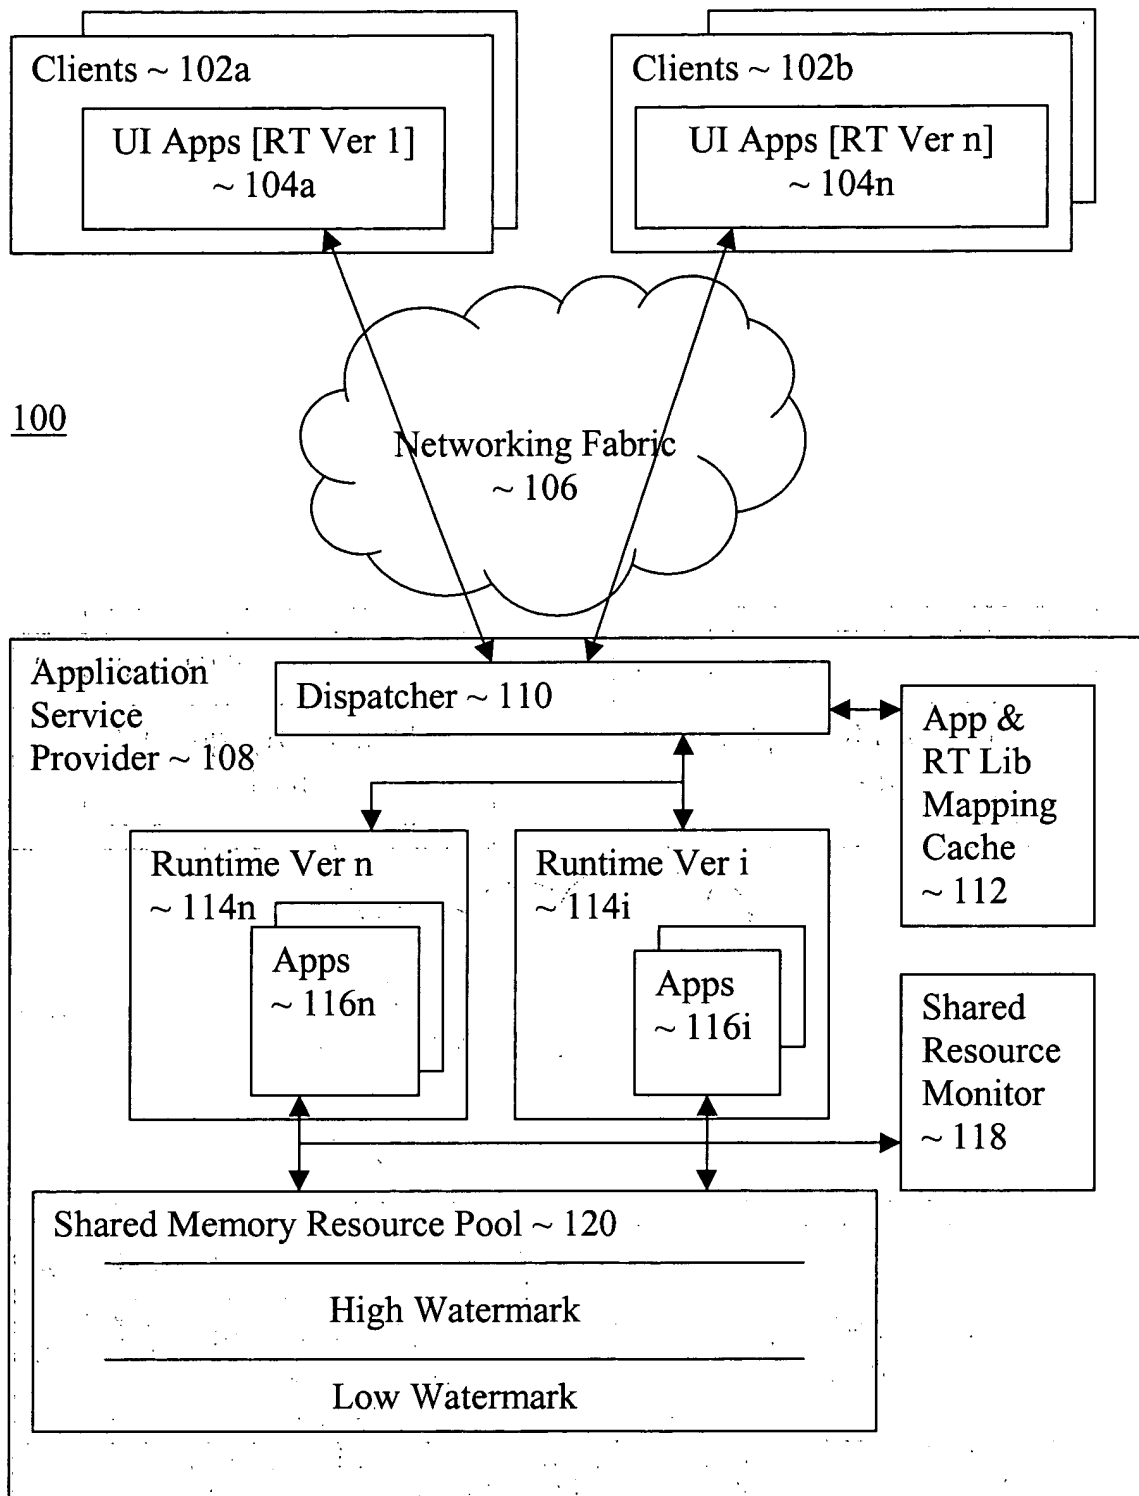 Clients ~ 102a
UI Apps [RT Ver 1]
~ 104a
Clients ~ 102b
UI Apps [RT Ver n]
~ 104n
100
Networking Fabric
~ 106
Application
Service
Provider ~ 108
Dispatcher ~ 110
App &
RT Lib
Mapping
Cache
~ 112
Runtime Ver n
~ 114n
Apps
~ 116n
Runtime Ver i
~ 114i
Apps
~ 116i
Shared
Resource
Monitor
~ 118
Shared Memory Resource Pool ~ 120
High Watermark
Low Watermark